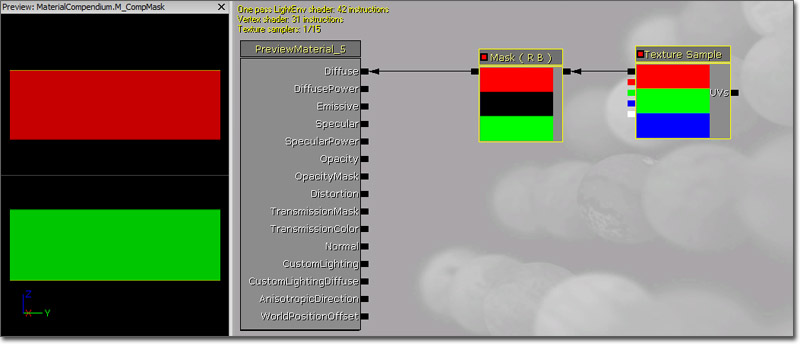 Preview: MaterialCompendium.M_CompMask
One pass LightEnv shader: 42 instructions
Vertex shader: 31 instructions
Texture samplers: 1/15
PreviewMaterial_5
Diffuse
DiffusePower
Emissive
Specular
SpecularPower
Opacity
OpacityMask
Distortion
TransmissionMask
TransmissionColor
Normal
CustomLighting
CustomLightingDiffuse
AnisotropicDirection
WorldPositionOffset
Mask ( R B )
Texture Sample
UVs
Z
X
Y